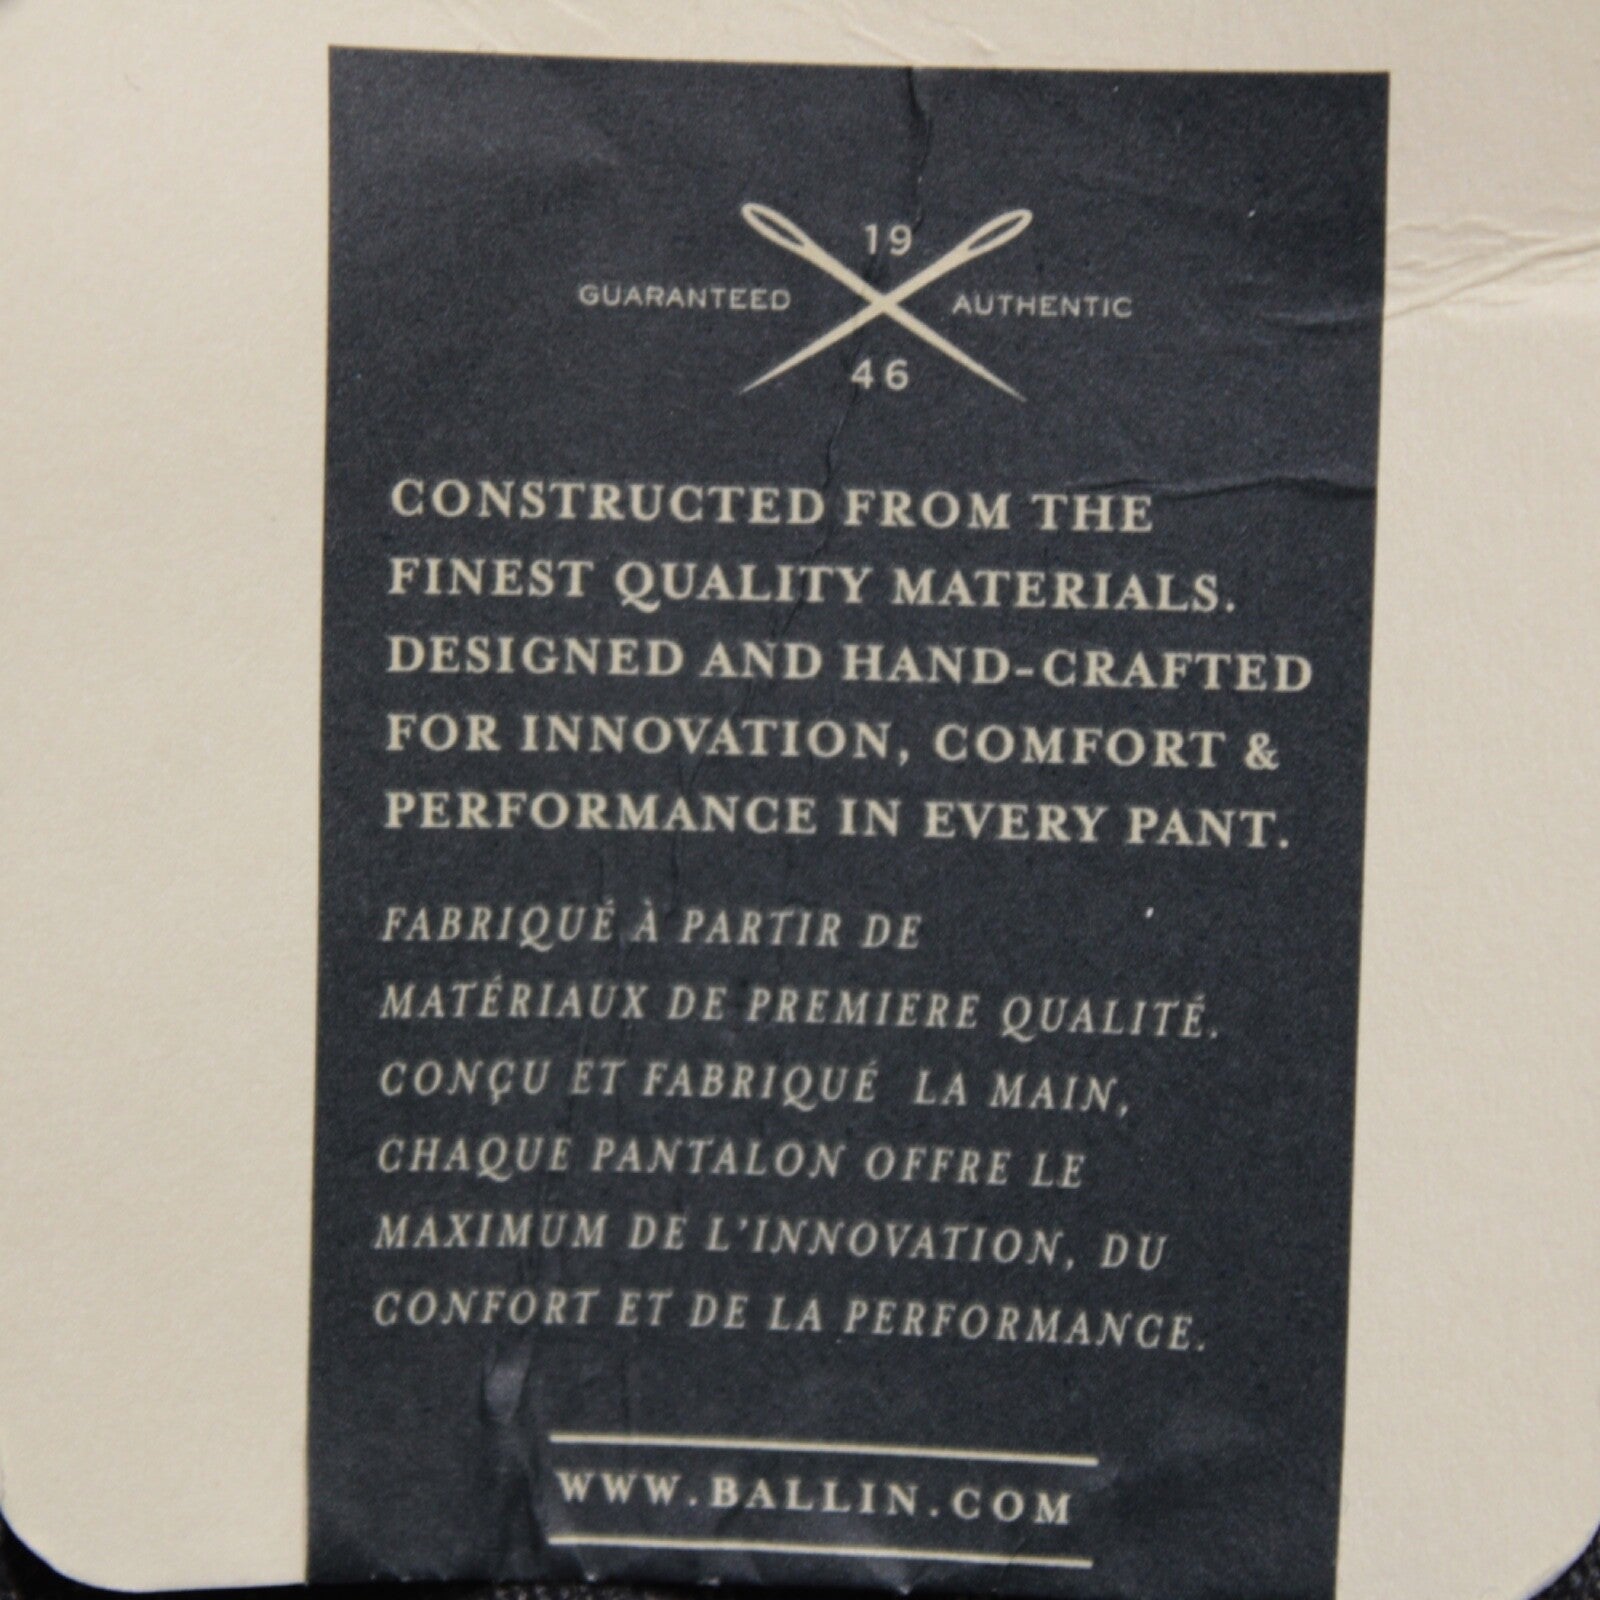 19
GUARANTEED AUTHENTIC
46
CONSTRUCTED FROM THE
FINEST QUALITY MATERIALS.
DESIGNED AND HAND-CRAFTED
FOR INNOVATION, COMFORT &
PERFORMANCE IN EVERY PANT.
FABRIQUÉ À PARTIR DE
MATÉRIAUX DE PREMIERE QUALITÉ.
CONÇU ET FABRIQUÉ LA MAIN,
CHAQUE PANTALON OFFRE LE
MAXIMUM DE L'INNOVATION, DU
CONFORT ET DE LA PERFORMANCE.
WWW.BALLIN.COM